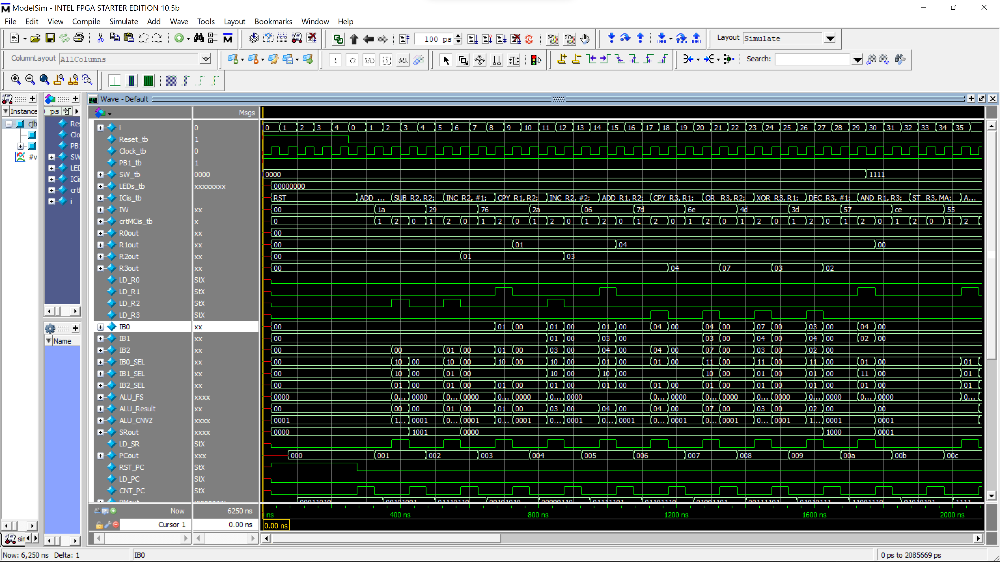 ModelSim - INTEL FPGA STARTER EDITION 10.5b
File Edit View Compile Simulate Add Wave Tools Layout Bookmarks Window Help
100 ps Layout Simulate
ColumnLayout AllColumns 1 I/O ALL Search:
Wave - Default
Instance ps Msgs
cjb
Res
Clo
PB
SW
LED
ICis
crtl
i
#v
Name
i 0 0 1 2 3 4 0 1 2 3 4 5 6 7 8 9 10 11 12 13 14 15 16 17 18 19 20 21 22 23 24 25 26 27 28 29 30 31 32 33 34 35
Reset_tb 1
Clock_tb 0
PB1_tb 1
SW_tb 0000 0000 1111
LEDs_tb xxxxxxxx 00000000
ICis_tb RST ADD ... SUB R2, R2; INC R2, #1; CPY R1, R2; INC R2, #2; ADD R1, R2; CPY R3, R1; OR R3, R2; XOR R3, R1; DEC R3, #1; AND R1, R3; ST R3, MA; A...
IW xx 00 1a 29 76 2a 06 7d 6e 4d 3d 57 ce 55
crtMCis_tb x 0 1 2 0 1 2 0 1 2 0 1 2 0 1 2 0 1 2 0 1 2 0 1 2 0 1 2 0 1 2 0 1 2 0 1 2
R0out xx 00
R1out xx 00 01 04 00
R2out xx 00 01 03
R3out xx 00 04 07 03 02
LD_R0 StX
LD_R1 StX
LD_R2 StX
LD_R3 StX
IB0 xx 00 01 00 01 00 01 00 04 00 04 00 07 00 03 00 04 00
IB1 xx 00 01 00 03 00 03 00 04 00 04 00 02 00
IB2 xx 00 00 01 00 01 00 03 00 04 00 04 00 07 00 03 00 02 00
IB0_SEL xx 00 10 00 10 00 10 00 10 00 01 00 01 00 11 00 11 00 11 00 01 00 01
IB1_SEL xx 00 10 00 01 00 10 00 10 00 10 00 01 00 01 00 11 00 01
IB2_SEL xx 00 01 00 01 00 01 00 01 00 01 00 01 00 01 00 01 00 01 00 01 00 01
ALU_FS xxxx 0000 0... 0000 0... 0000 0... 0000 0... 0000 0... 0000 0... 0000 0... 0000 0... 0000 0... 0000 0...
ALU_Result xx 00 00 00 01 00 01 00 03 00 04 00 04 00 07 00 03 00 02 00 00
ALU_CNVZ xxxx 0001 1... 0001 0... 0001 0... 0001 0... 0001 0... 0001 0... 0001 0... 0001 0... 0001 1... 0001 0001
SRout xxxx 0000 1001 0000 1000 0001
LD_SR StX
PCout xxx 000 001 002 003 004 005 006 007 008 009 00a 00b 00c
RST_PC StX
LD_PC StX
CNT_PC StX
Now 6250 ns ns 400 ns 800 ns 1200 ns 1600 ns 2000 ns
Cursor 1 0.00 ns 0.00 ns
Now: 6,250 ns Delta: 1 IB0 0 ps to 2085669 ps